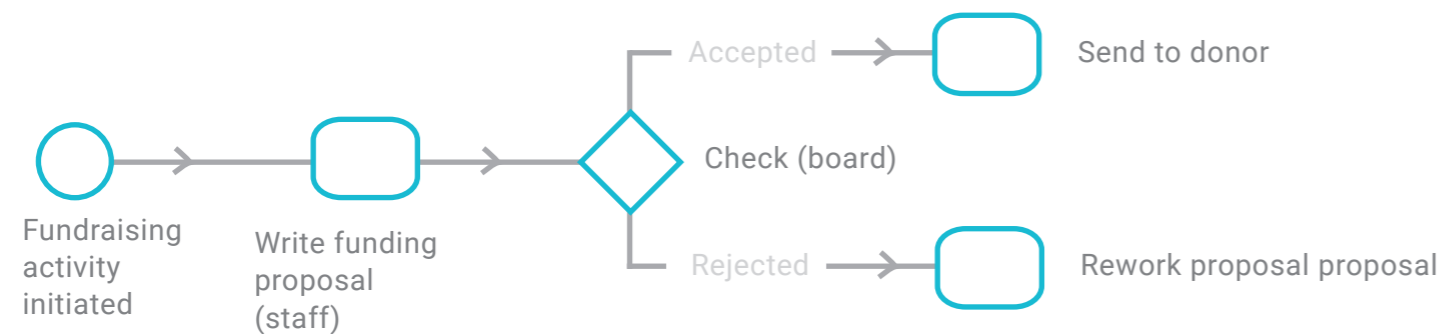 Fundraising
activity
initiated
Write funding
proposal
(staff)
Check (board)
Accepted
Send to donor
Rejected
Rework proposal proposal